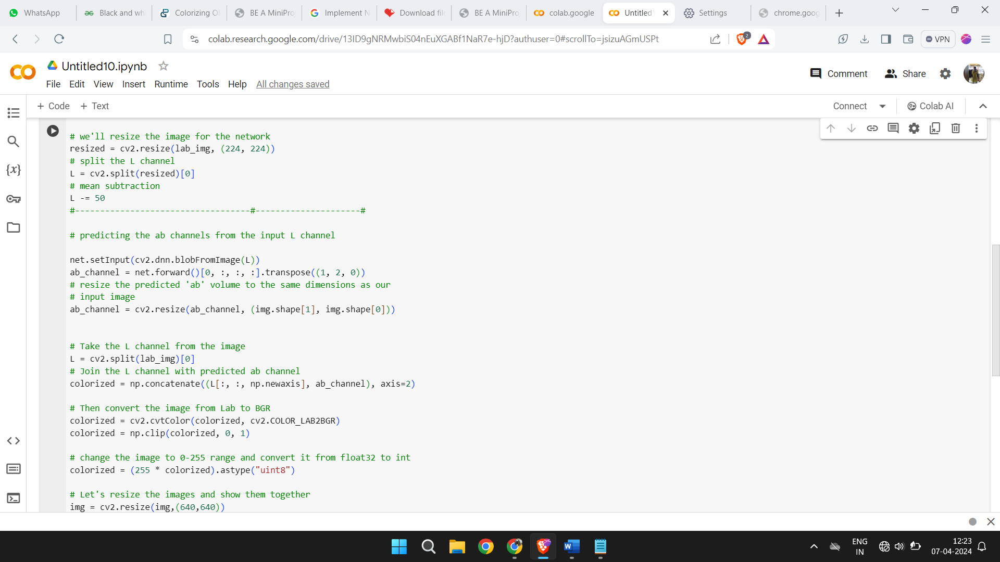 WhatsApp
Black and whi
Colorizing Ol
BE A MiniProj
Implement N
Download file
BE A MiniProj
colab.google
Untitled1
Settings
chrome.goog
colab.research.google.com/drive/13ID9gNRMwbiS04nEuXGABf1NaR7e-hjD?authuser=0#scrollTo=jsizuAGmUSPt
2
VPN
Untitled10.ipynb
File Edit View Insert Runtime Tools Help All changes saved
Comment
Share
+ Code + Text
Connect
Colab AI
# we'll resize the image for the network
resized = cv2.resize(lab_img, (224, 224))
# split the L channel
L = cv2.split(resized)[0]
# mean subtraction
L -= 50
#-----------------------------------#---------------------#
# predicting the ab channels from the input L channel
net.setInput(cv2.dnn.blobFromImage(L))
ab_channel = net.forward()[0, :, :, :].transpose((1, 2, 0))
# resize the predicted 'ab' volume to the same dimensions as our
# input image
ab_channel = cv2.resize(ab_channel, (img.shape[1], img.shape[0]))
# Take the L channel from the image
L = cv2.split(lab_img)[0]
# Join the L channel with predicted ab channel
colorized = np.concatenate((L[:, :, np.newaxis], ab_channel), axis=2)
# Then convert the image from Lab to BGR
colorized = cv2.cvtColor(colorized, cv2.COLOR_LAB2BGR)
colorized = np.clip(colorized, 0, 1)
# change the image to 0-255 range and convert it from float32 to int
colorized = (255 * colorized).astype("uint8")
# Let's resize the images and show them together
img = cv2.resize(img,(640,640))
ENG
IN
12:23
07-04-2024